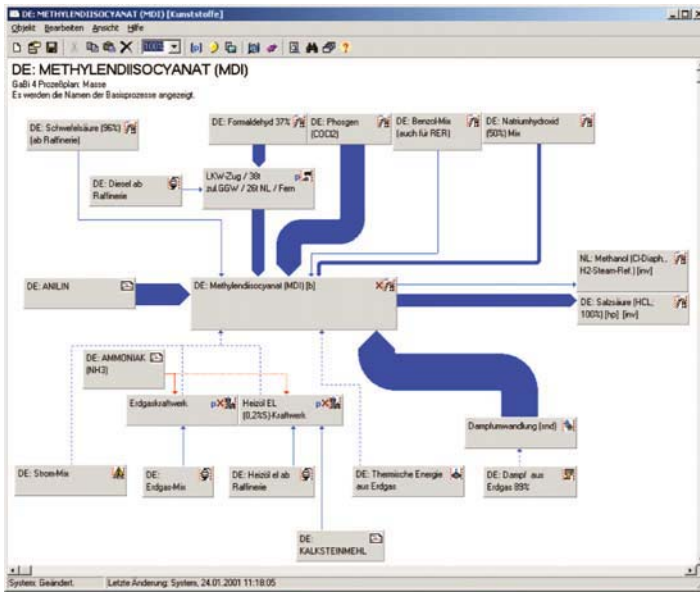 DE: METHYLENDIISOCYANAT (MDI) [Kunststoffe]
Objekt Bearbeiten Ansicht Hilfe
100%
DE: METHYLENDIISOCYANAT (MDI)
GaBi 4 Prozeßplan: Masse
Es werden die Namen der Basisprozesse angezeigt.
DE: Schwefelsäure (96%)
(ab Raffinerie)
DE: Formaldehyd 37%
DE: Phosgen
(COCl2)
DE: Benzol-Mix
(auch für RER)
DE: Natriumhydroxid
(50%) Mix
DE: Diesel ab
Raffinerie
LKW-Zug / 38t
zul.GGW / 26t NL / Fern
DE: ANILIN
DE: Methylendiisocyanat (MDI) [b]
NL: Methanol (Cl-Diaph.,
H2-Steam-Ref.) [inv]
DE: Salzsäure (HCL,
100%) [hp] [inv]
DE: AMMONIAK
(NH3)
Erdgaskraftwerk
Heizöl EL
(0,2%S)-Kraftwerk
Dampfumwandlung (xnd)
DE: Strom-Mix
DE:
Erdgas-Mix
DE: Heizöl el ab
Raffinerie
DE: Thermische Energie
aus Erdgas
DE: Dampf aus
Erdgas 89%
DE:
KALKSTEINMEHL
System: Geändert.
Letzte Änderung: System, 24.01.2001 11:18:05